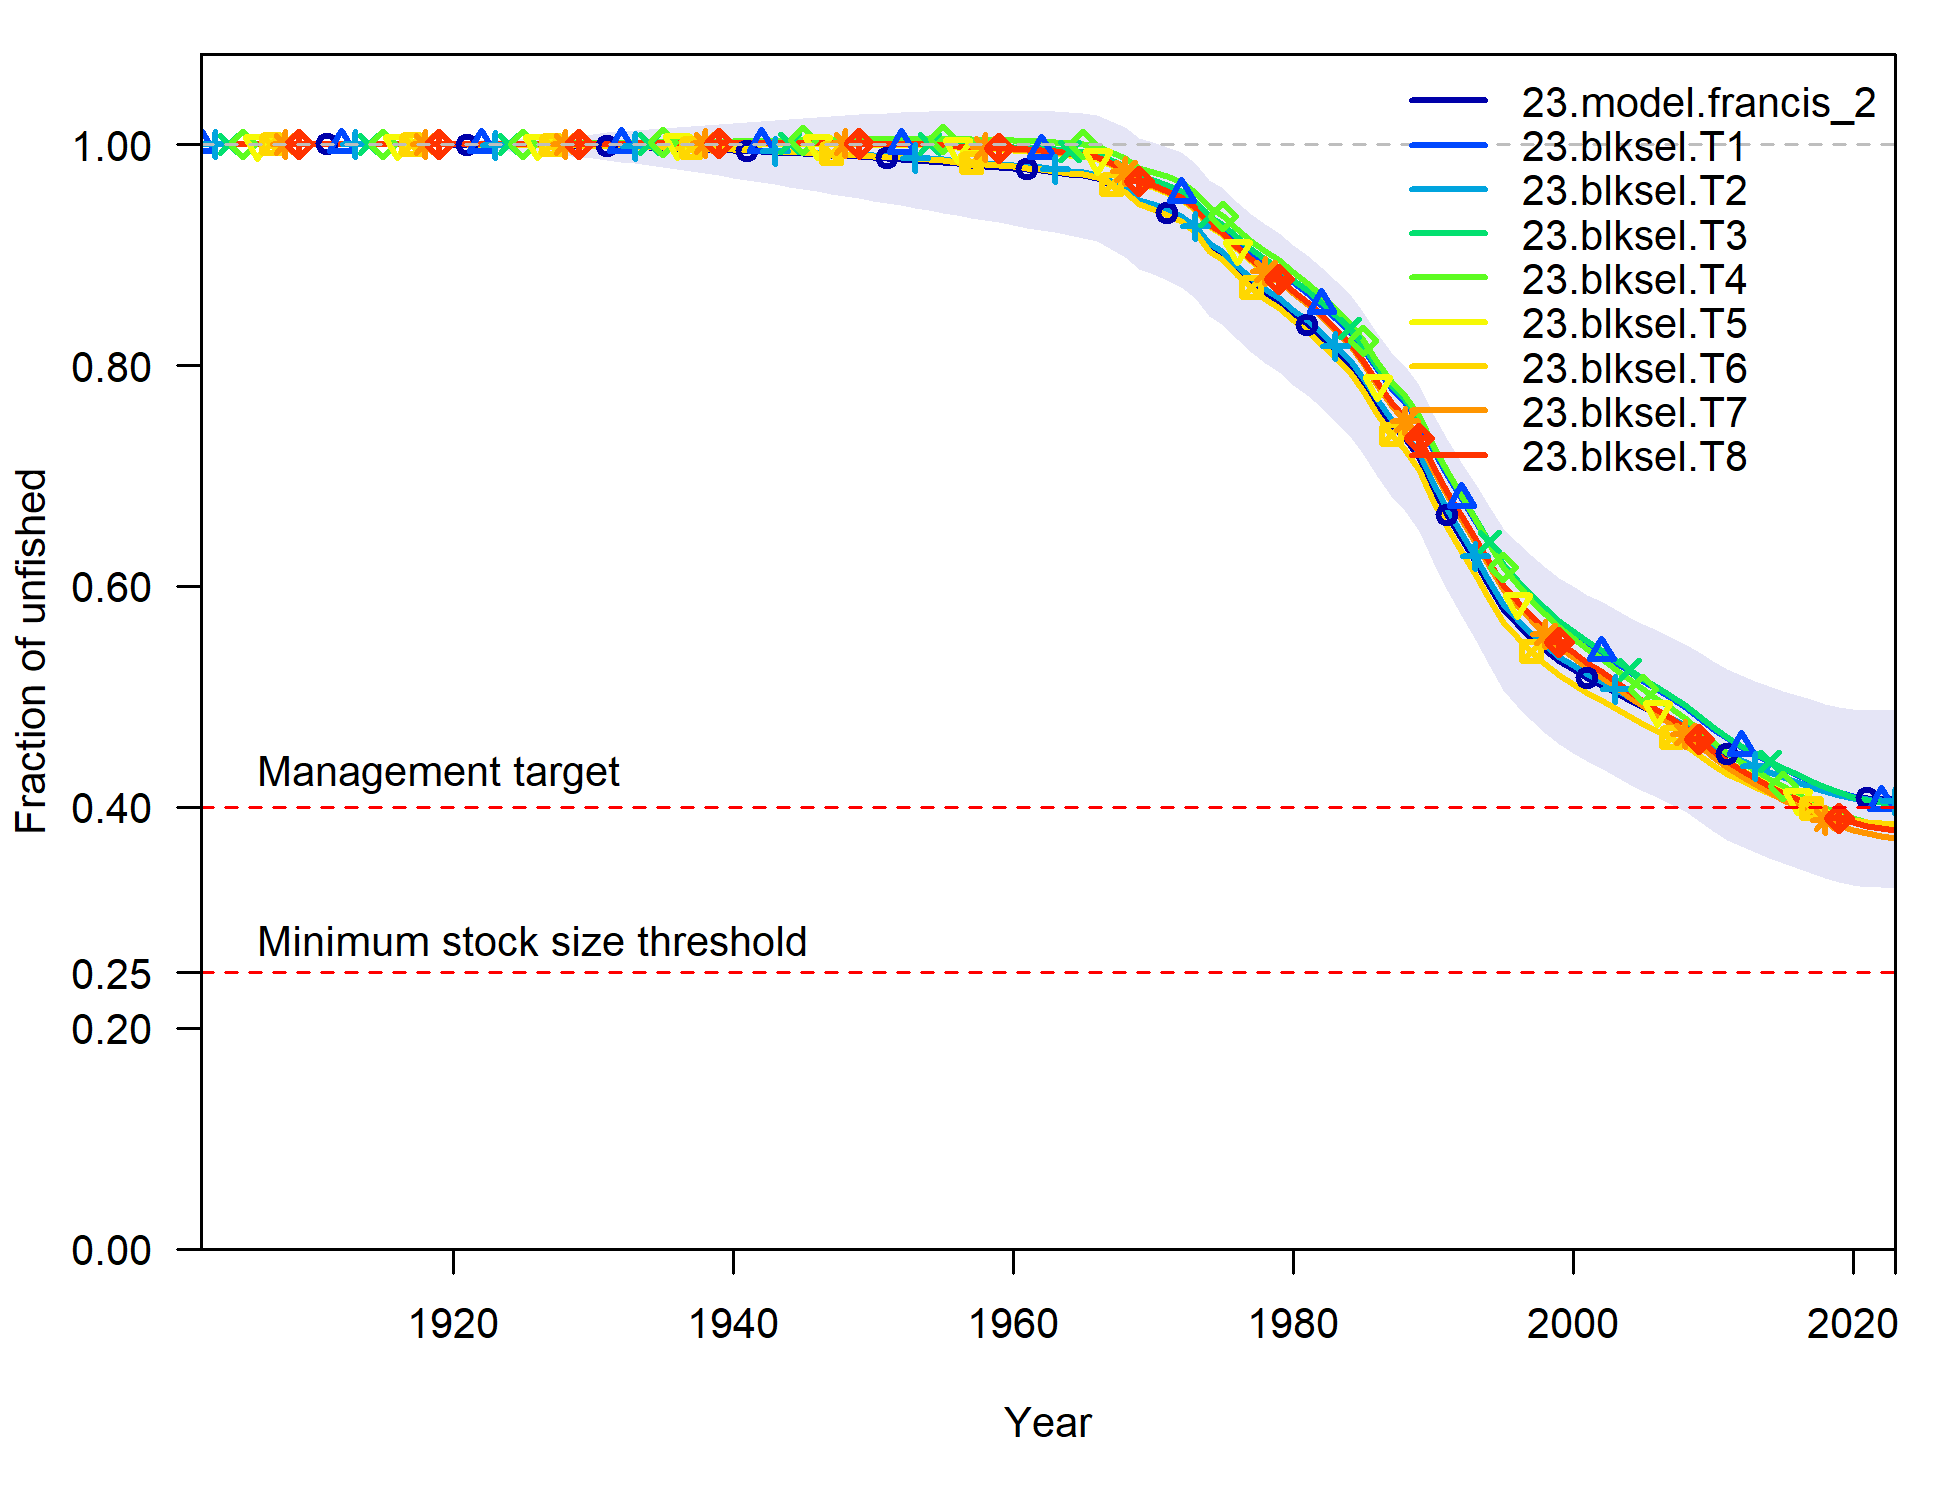 23.model.francis_2
23.blksel.T1
23.blksel.T2
23.blksel.T3
23.blksel.T4
23.blksel.T5
23.blksel.T6
23.blksel.T7
23.blksel.T8
1.00
0.80
0.60
0.40
0.25
0.20
0.00
Fraction of unfished
Management target
Minimum stock size threshold
1920
1940
1960
1980
2000
2020
Year